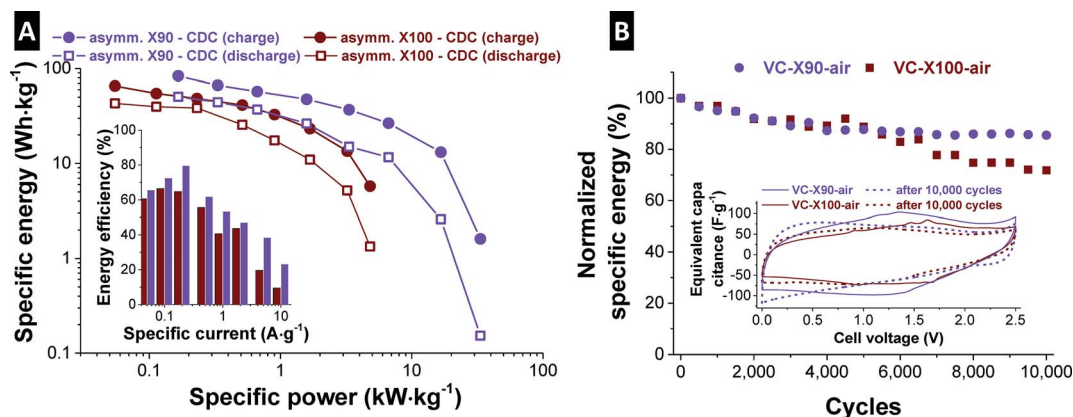 A
asymm. X90 - CDC (charge)
asymm. X100 - CDC (charge)
asymm. X90 - CDC (discharge)
asymm. X100 - CDC (discharge)
Specific energy (Wh·kg⁻¹)
100
10
1
0.1
0.1
1
10
100
Specific power (kW·kg⁻¹)
Energy efficiency (%)
100
80
60
40
20
0
0.1
1
10
Specific current (A·g⁻¹)
B
VC-X90-air
VC-X100-air
Normalized
specific energy (%)
100
80
60
40
20
0
0
2,000
4,000
6,000
8,000
10,000
Cycles
VC-X90-air
after 10,000 cycles
VC-X100-air
after 10,000 cycles
Equivalent capa
citance (F·g⁻¹)
100
50
0
-50
-100
0.0
0.5
1.0
1.5
2.0
2.5
Cell voltage (V)